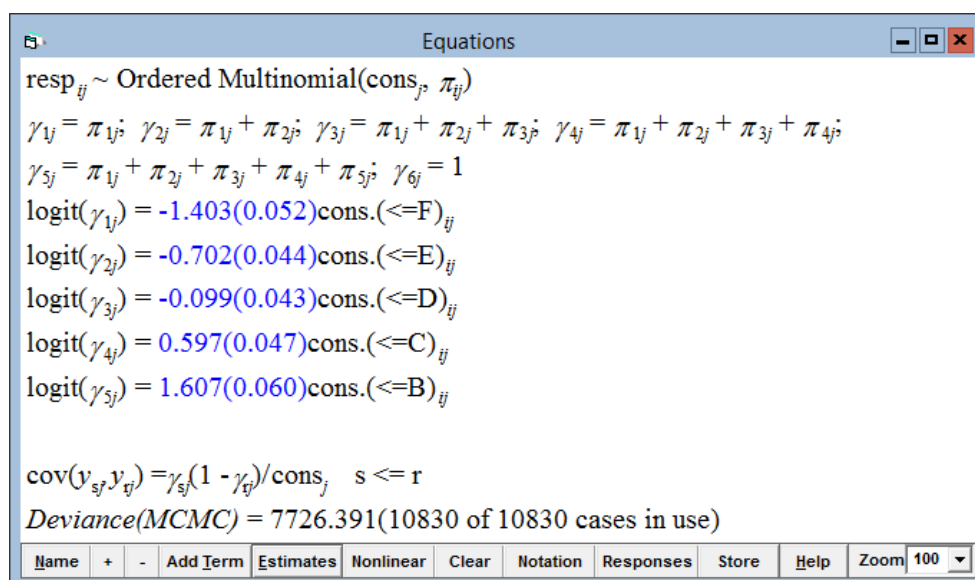 Equations
resp_ij ~ Ordered Multinomial(cons_j, π_ij)
γ_1j = π_1j; γ_2j = π_1j + π_2j; γ_3j = π_1j + π_2j + π_3j; γ_4j = π_1j + π_2j + π_3j + π_4j;
γ_5j = π_1j + π_2j + π_3j + π_4j + π_5j; γ_6j = 1
logit(γ_1j) = -1.403(0.052)cons.(<=F)_ij
logit(γ_2j) = -0.702(0.044)cons.(<=E)_ij
logit(γ_3j) = -0.099(0.043)cons.(<=D)_ij
logit(γ_4j) = 0.597(0.047)cons.(<=C)_ij
logit(γ_5j) = 1.607(0.060)cons.(<=B)_ij
cov(y_sj, y_rj) =γ_sj(1 - γ_rj)/cons_j s <= r
Deviance(MCMC) = 7726.391(10830 of 10830 cases in use)
Name + - Add Term Estimates Nonlinear Clear Notation Responses Store Help Zoom 100